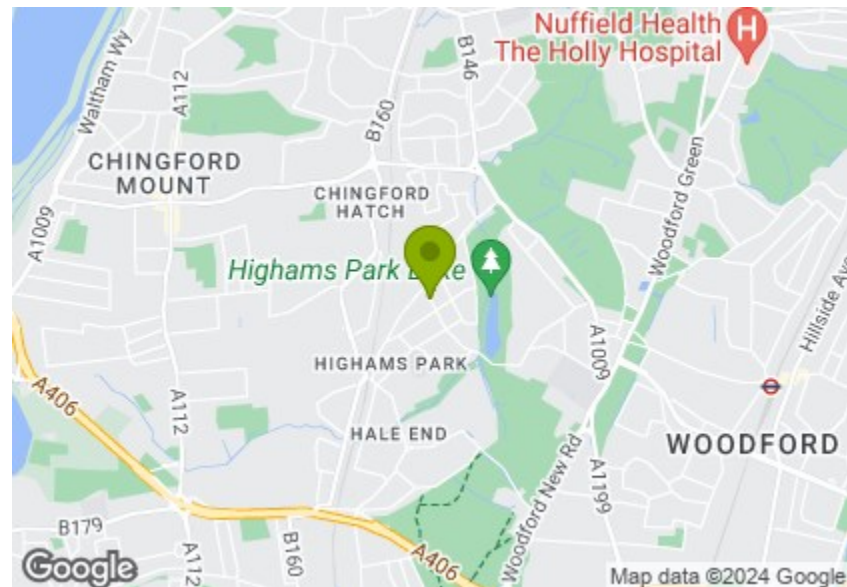 Nuffield Health
The Holly Hospital
H
Waltham Wy
A112
B160
B146
CHINGFORD
MOUNT
CHINGFORD
HATCH
Woodford Green
A1009
Highams Park Lake
Hillside Ave
A1009
HIGHAMS PARK
A406
A112
HALE END
WOODFORD
Woodford New Rd
A1199
B179
A112
B160
A406
Google
Map data ©2024 Google